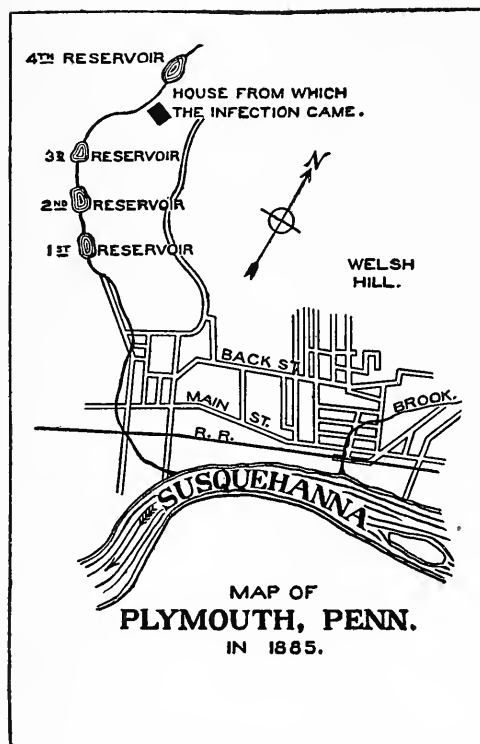 4TH RESERVOIR
HOUSE FROM WHICH
THE INFECTION CAME.
3D RESERVOIR
2ND RESERVOIR
1ST RESERVOIR
N
WELSH
HILL.
BACK ST.
MAIN ST.
BROOK.
R. R.
SUSQUEHANNA
MAP OF
PLYMOUTH, PENN.
IN 1885.